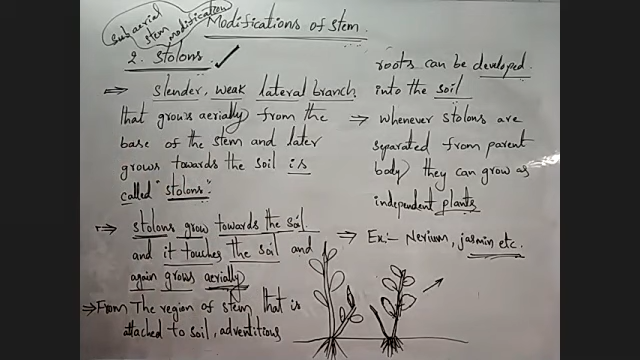 Sub aerial
stem modification
Modifications of stem.
2. Stolons.
⇒ Slender, weak lateral branch
that grows aerially from the
base of the stem and later
grows towards the soil is
called "stolons".
⇒ stolons grow towards the soil
and it touches the soil and
again grows aerially
⇒ From The region of stem that is
attached to soil, adventitious
roots can be developed
into the soil
⇒ whenever stolons are
separated from parent
body they can grow as
independent plants
⇒ Ex:- Nerium, jasmin etc.